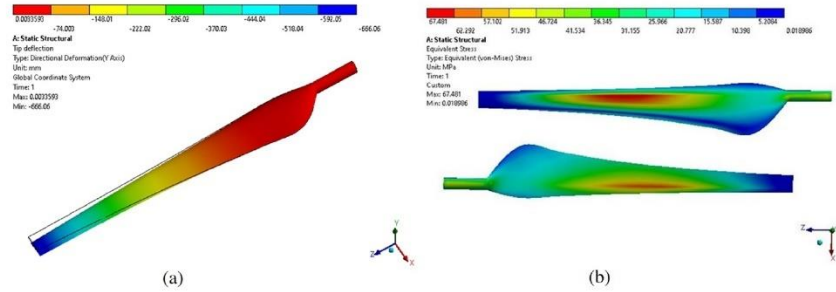 0.0033593 -148.01 -296.02 -444.04 -592.05
-74.003 -222.02 -370.03 -518.04 -666.06
A: Static Structural
Tip deflection
Type: Directional Deformation(Y Axis)
Unit: mm
Global Coordinate System
Time: 1
Max: 0.0033593
Min: -666.06
Y
Z
X
(a)
67.481 57.102 46.724 36.345 25.966 15.587 5.2084
62.292 51.913 41.534 31.155 20.777 10.398 0.018986
A: Static Structural
Equivalent Stress
Type: Equivalent (von-Mises) Stress
Unit: MPa
Time: 1
Custom
Max: 67.481
Min: 0.018986
Z
X
(b)